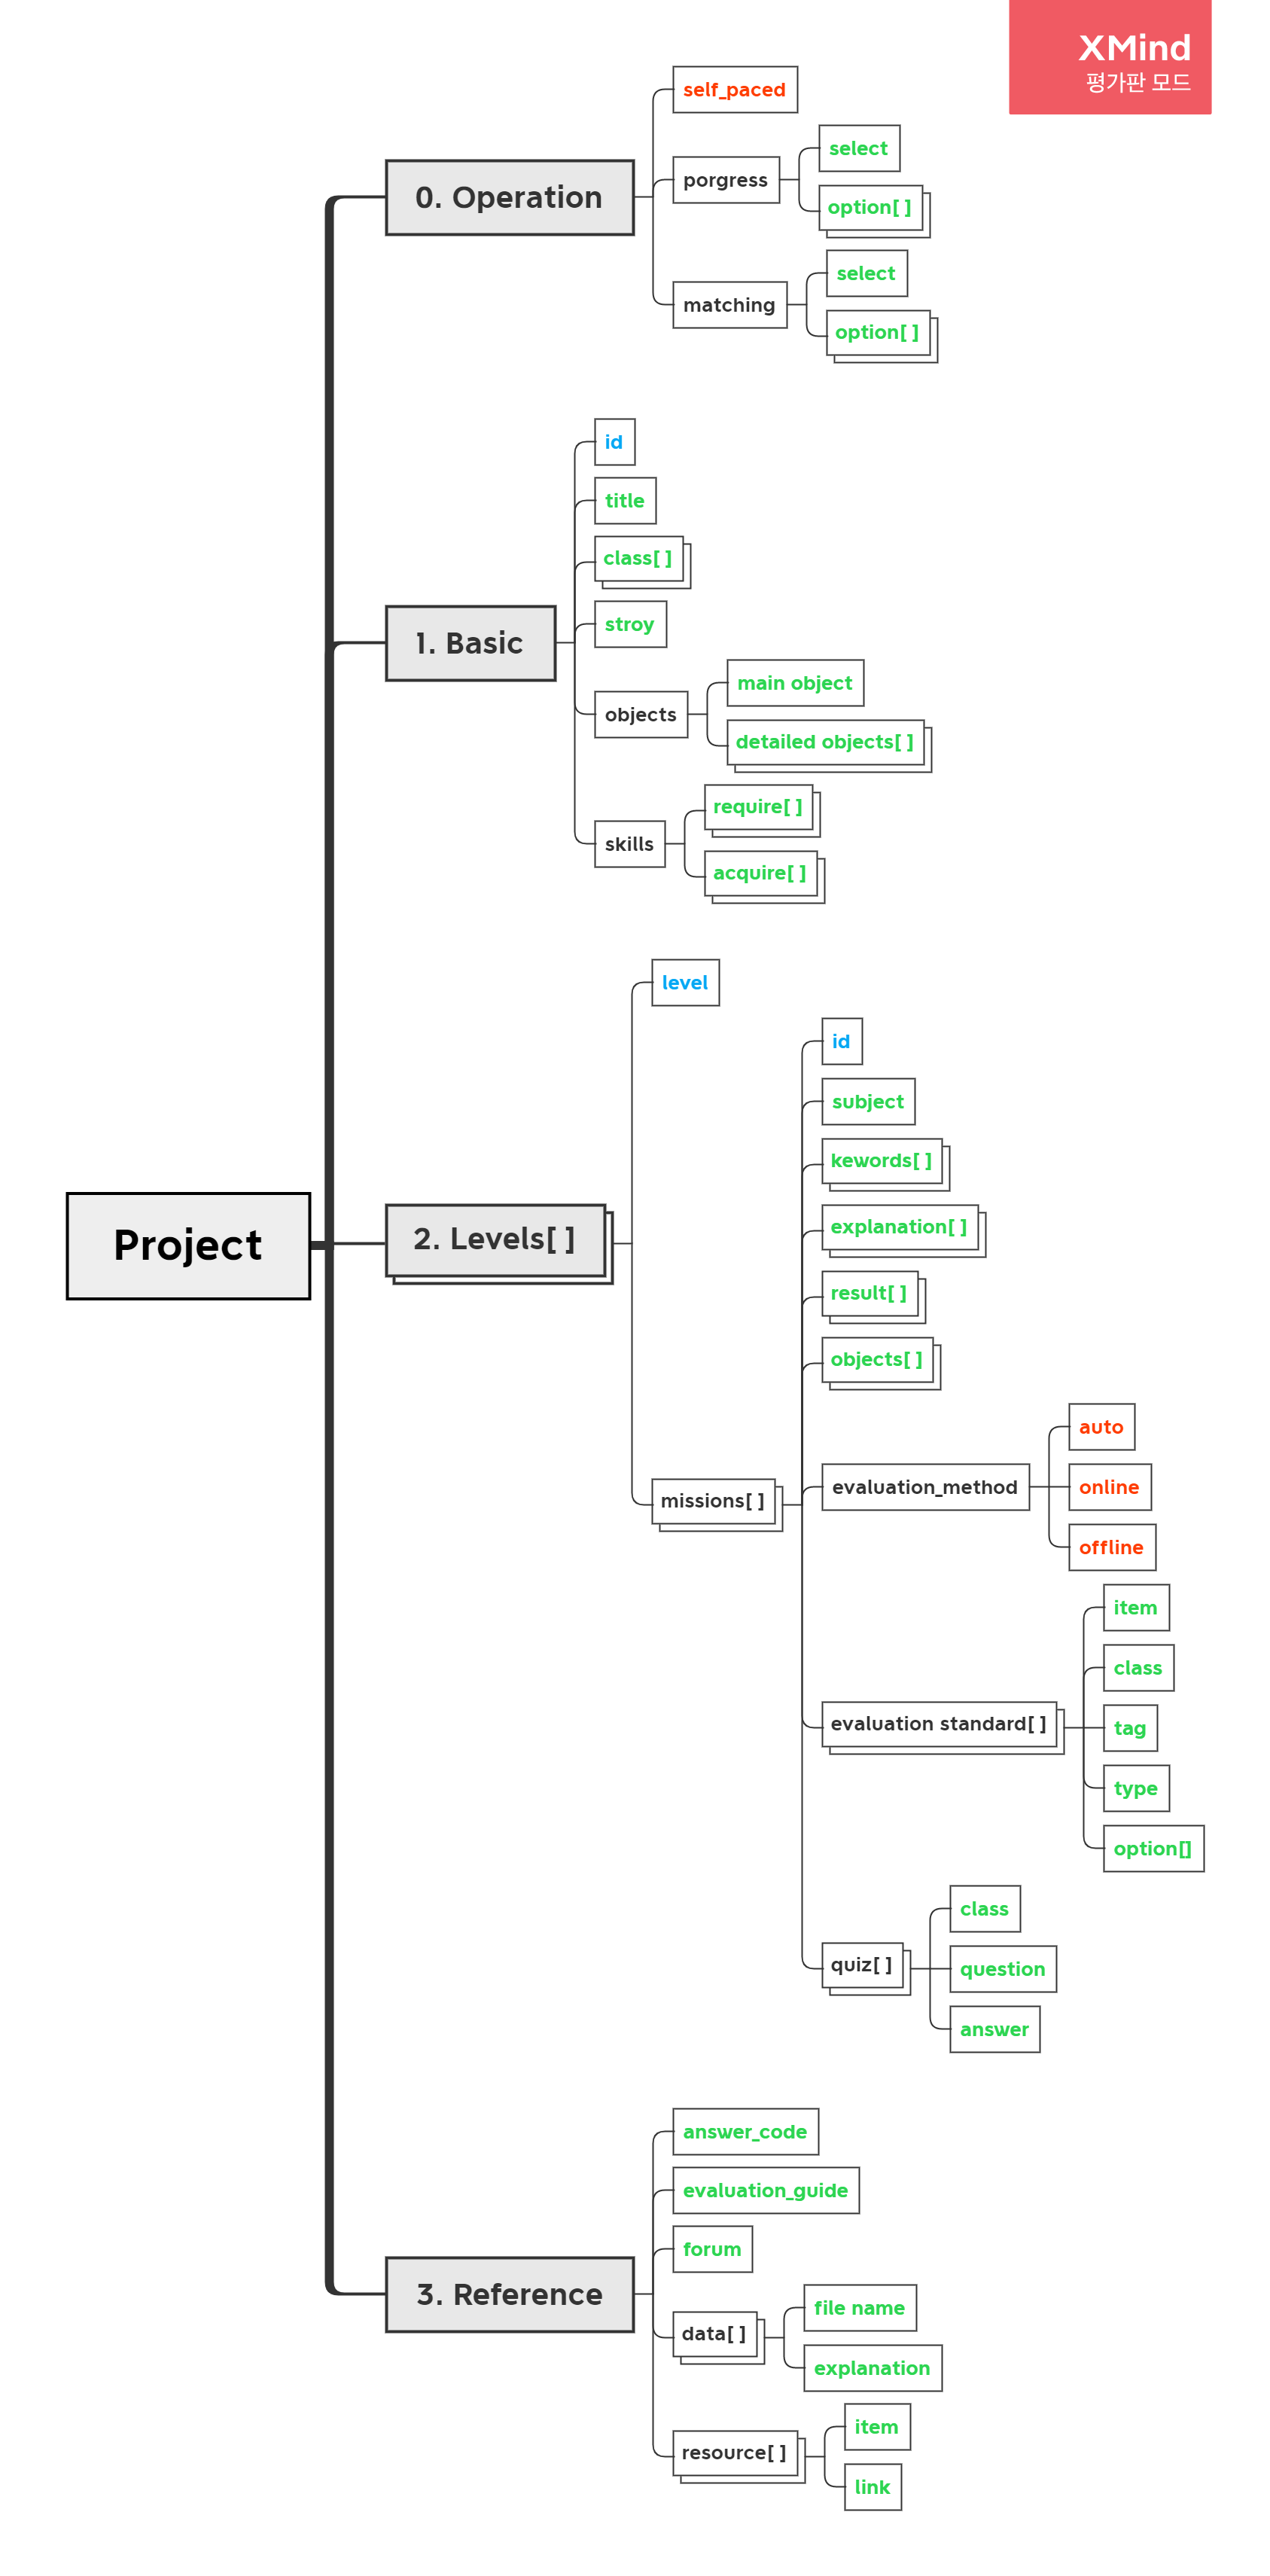 XMind
평가판 모드
self_paced
select
porgress
option[ ]
0. Operation
select
matching
option[ ]
id
title
class[ ]
stroy
1. Basic
main object
objects
detailed objects[ ]
require[ ]
skills
acquire[ ]
level
id
subject
kewords[ ]
explanation[ ]
Project
2. Levels[ ]
result[ ]
objects[ ]
auto
evaluation_method
online
missions[ ]
offline
item
class
evaluation standard[ ]
tag
type
option[]
class
quiz[ ]
question
answer
answer_code
evaluation_guide
forum
3. Reference
file name
data[ ]
explanation
item
resource[ ]
link